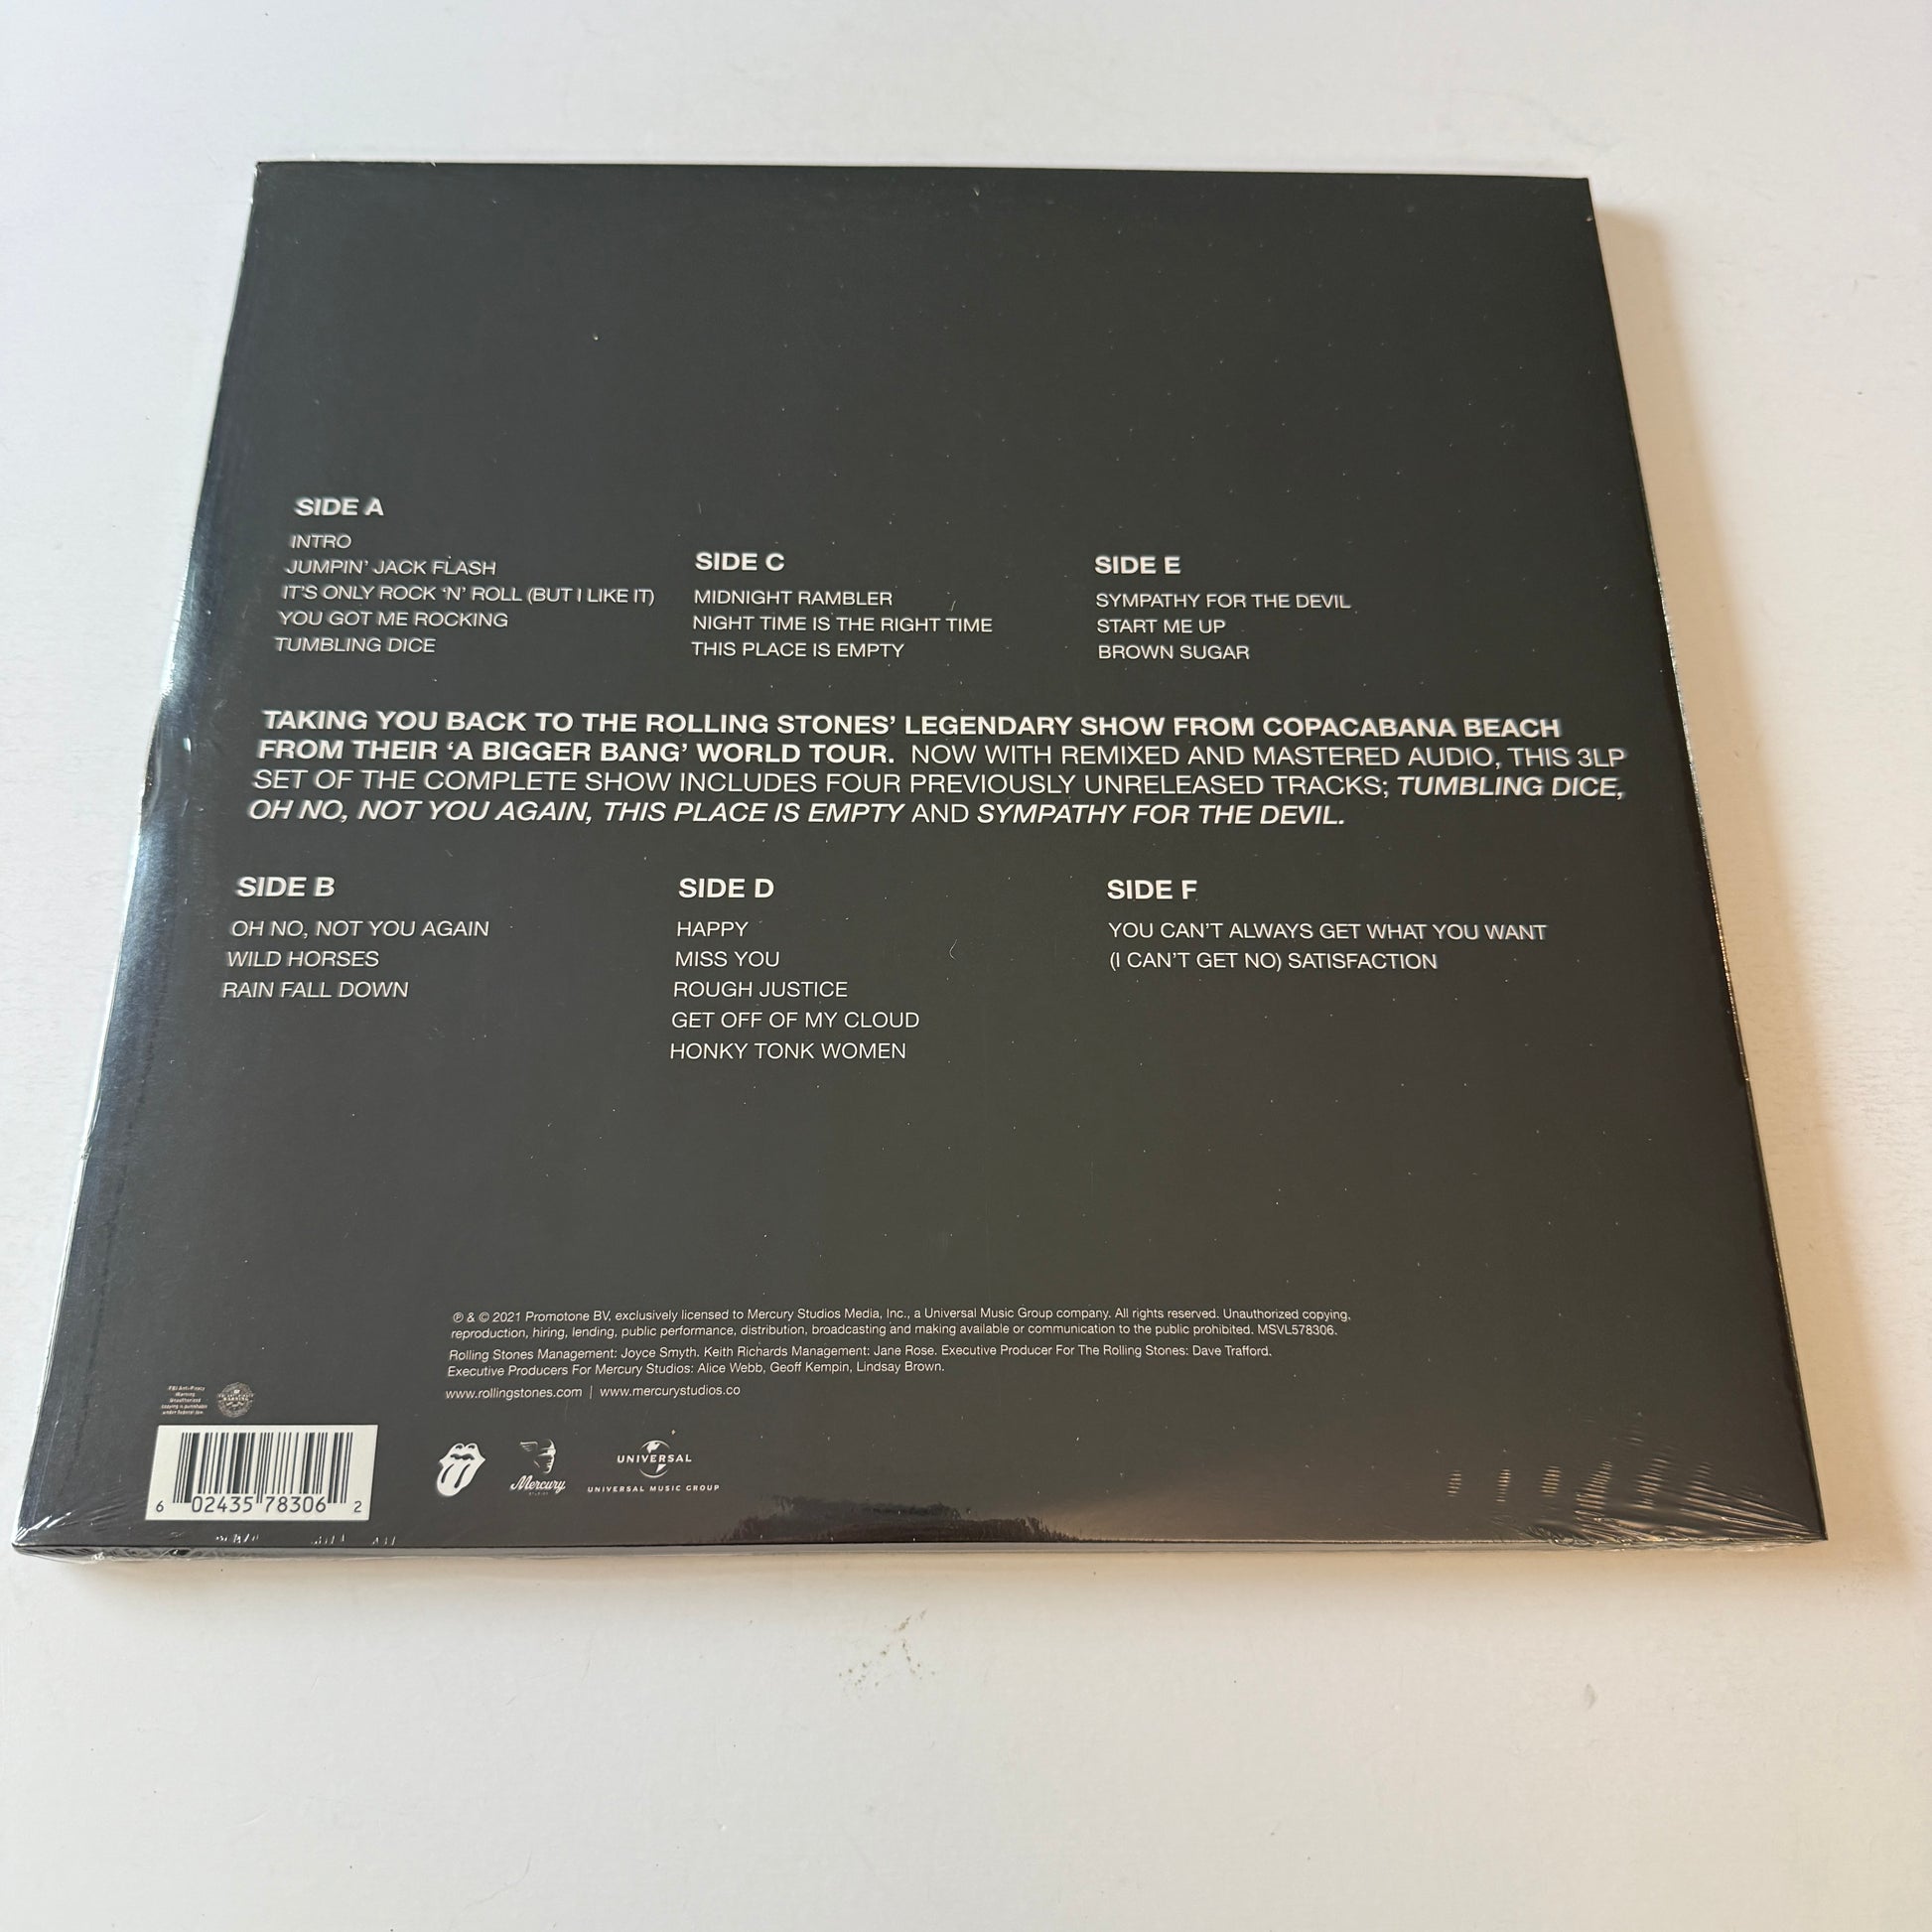 SIDE A
INTRO
JUMPIN' JACK FLASH
IT'S ONLY ROCK 'N' ROLL (BUT I LIKE IT)
YOU GOT ME ROCKING
TUMBLING DICE
SIDE C
MIDNIGHT RAMBLER
NIGHT TIME IS THE RIGHT TIME
THIS PLACE IS EMPTY
SIDE E
SYMPATHY FOR THE DEVIL
START ME UP
BROWN SUGAR
TAKING YOU BACK TO THE ROLLING STONES' LEGENDARY SHOW FROM COPACABANA BEACH
FROM THEIR 'A BIGGER BANG' WORLD TOUR. NOW WITH REMIXED AND MASTERED AUDIO, THIS 3LP
SET OF THE COMPLETE SHOW INCLUDES FOUR PREVIOUSLY UNRELEASED TRACKS; TUMBLING DICE,
OH NO, NOT YOU AGAIN, THIS PLACE IS EMPTY AND SYMPATHY FOR THE DEVIL.
SIDE B
OH NO, NOT YOU AGAIN
WILD HORSES
RAIN FALL DOWN
SIDE D
HAPPY
MISS YOU
ROUGH JUSTICE
GET OFF OF MY CLOUD
HONKY TONK WOMEN
SIDE F
YOU CAN'T ALWAYS GET WHAT YOU WANT
(I CAN'T GET NO) SATISFACTION
℗ & © 2021 Promotone BV, exclusively licensed to Mercury Studios Media, Inc., a Universal Music Group company. All rights reserved. Unauthorized copying,
reproduction, hiring, lending, public performance, distribution, broadcasting and making available or communication to the public prohibited. MSVL578306.
Rolling Stones Management: Joyce Smyth. Keith Richards Management: Jane Rose. Executive Producer For The Rolling Stones: Dave Trafford.
Executive Producers For Mercury Studios: Alice Webb, Geoff Kempin, Lindsay Brown.
www.rollingstones.com | www.mercurystudios.co
FBI Anti-Piracy
Warning
6 02435 78306 2
Mercury
STUDIOS
UNIVERSAL
UNIVERSAL MUSIC GROUP